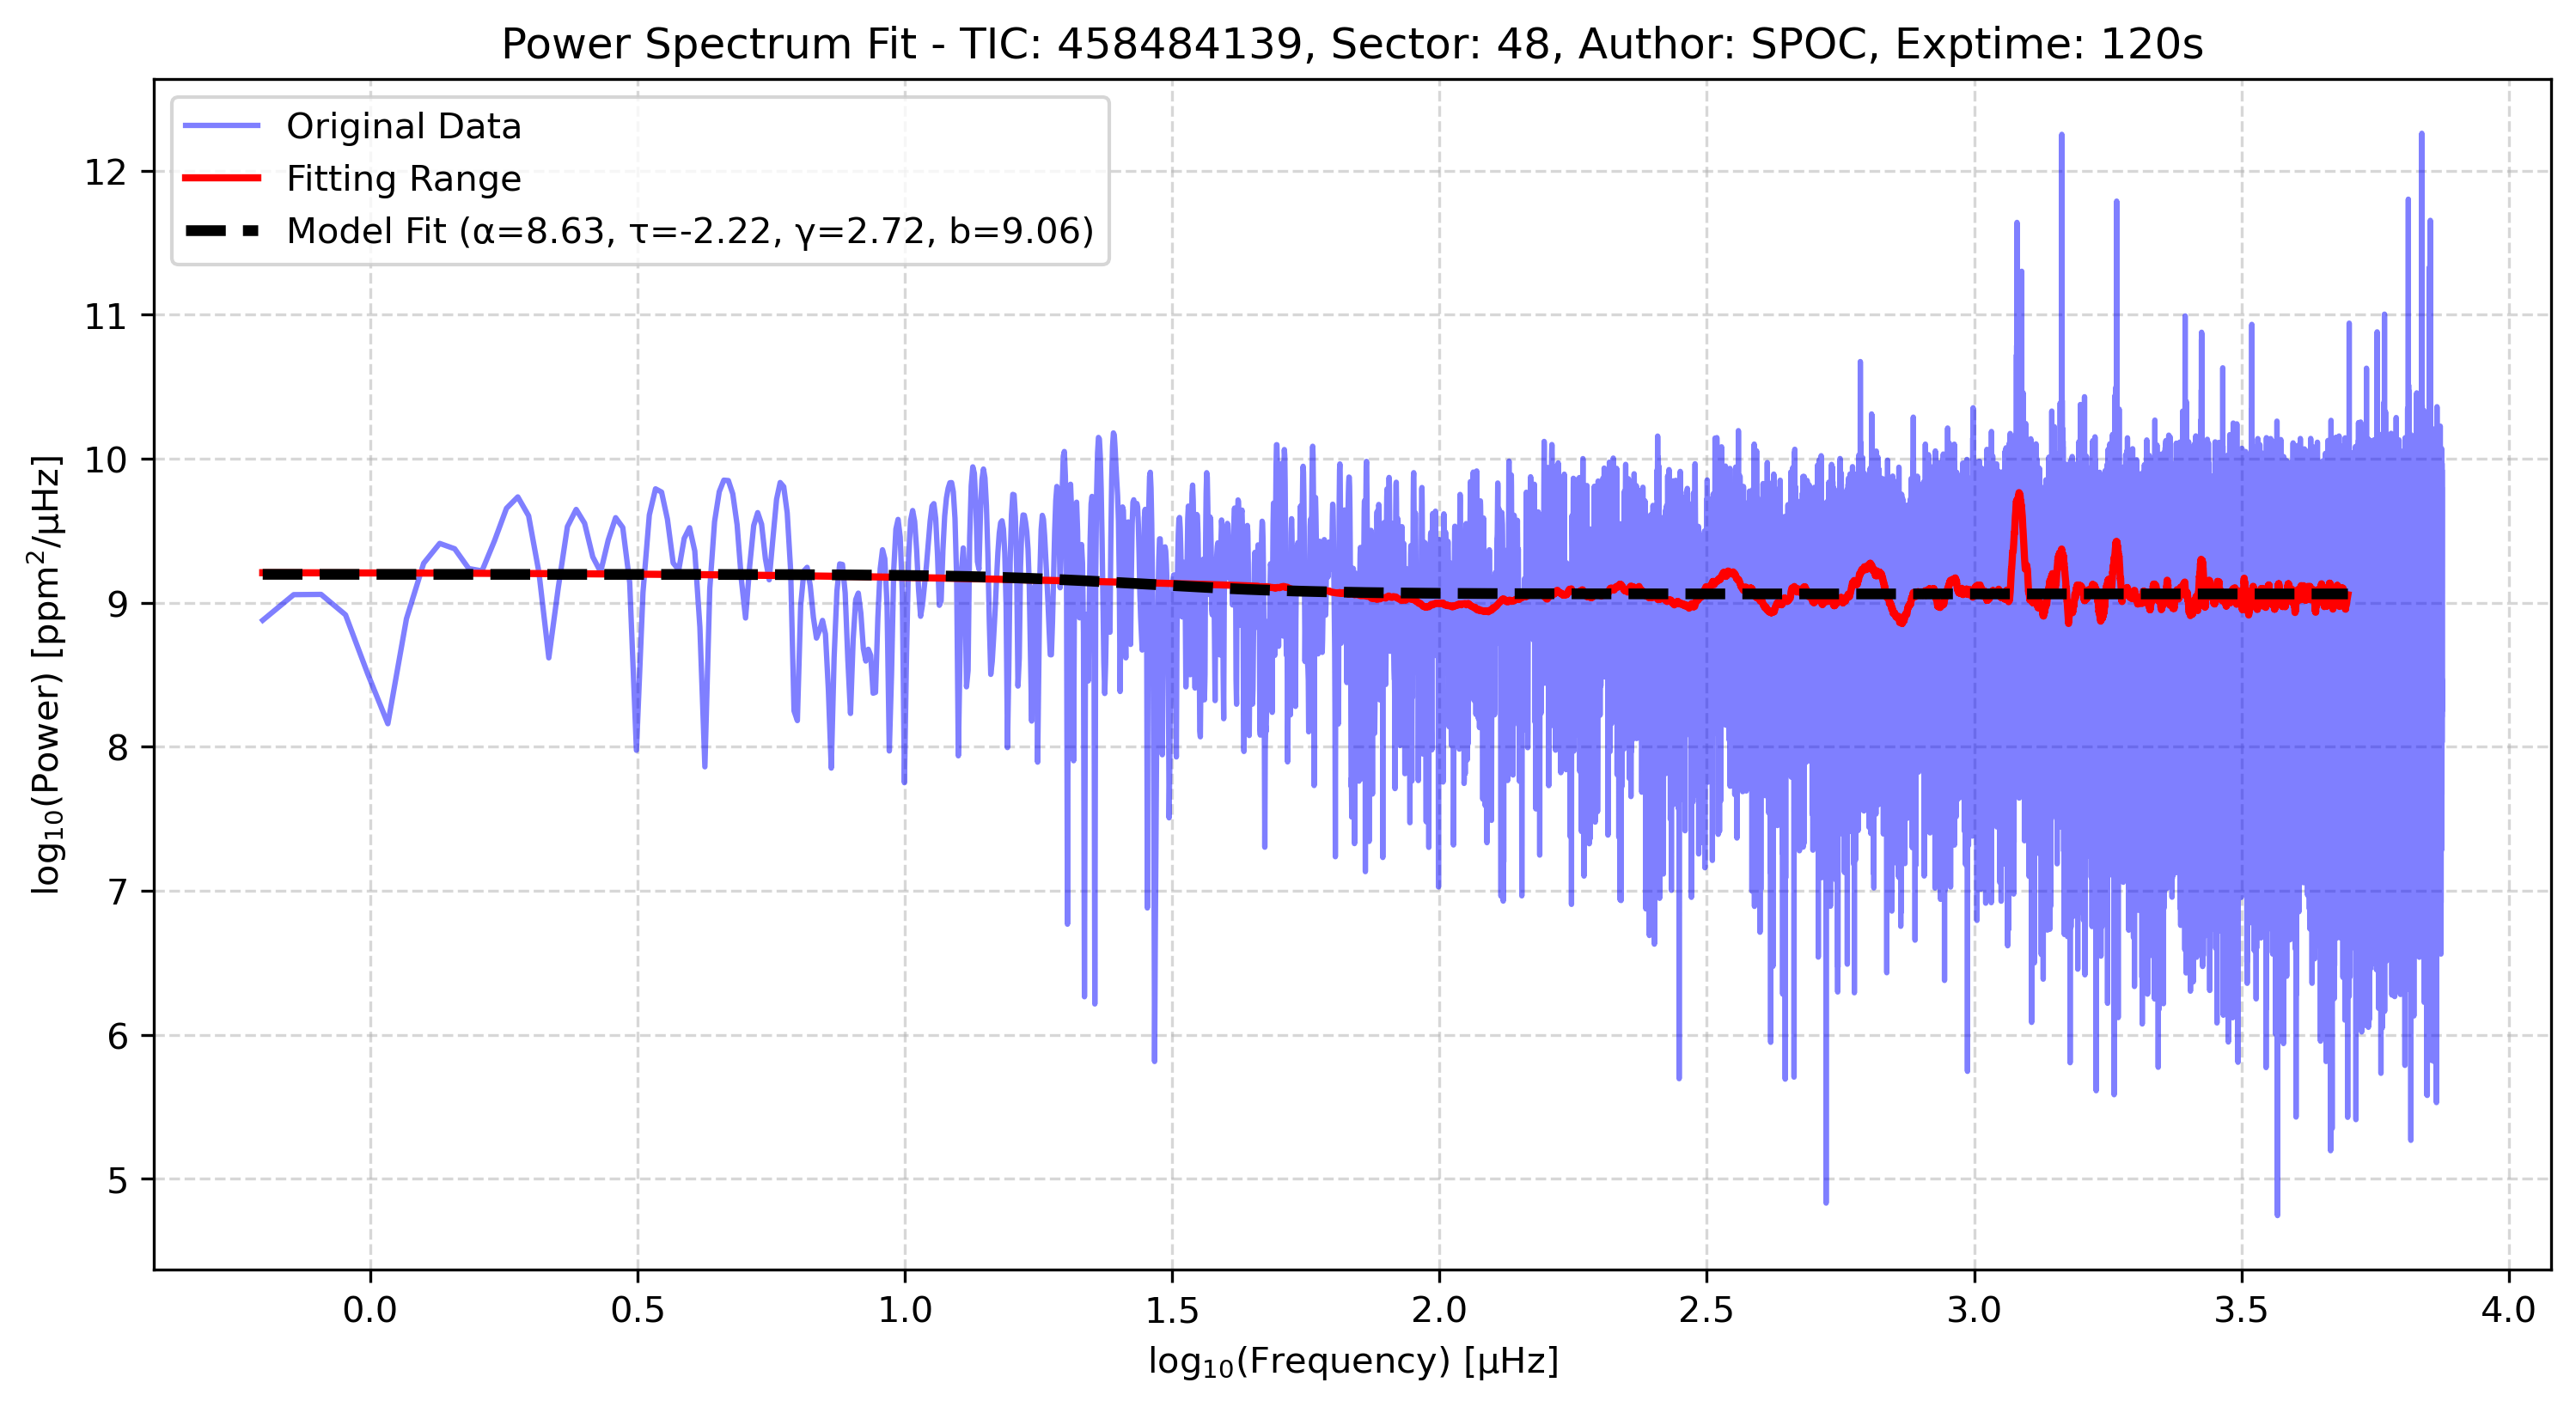 Power Spectrum Fit - TIC: 458484139, Sector: 48, Author: SPOC, Exptime: 120s
Original Data
Fitting Range
Model Fit (α=8.63, τ=-2.22, γ=2.72, b=9.06)
log₁₀(Power) [ppm²/μHz]
12
11
10
9
8
7
6
5
0.0 0.5 1.0 1.5 2.0 2.5 3.0 3.5 4.0
log₁₀(Frequency) [μHz]